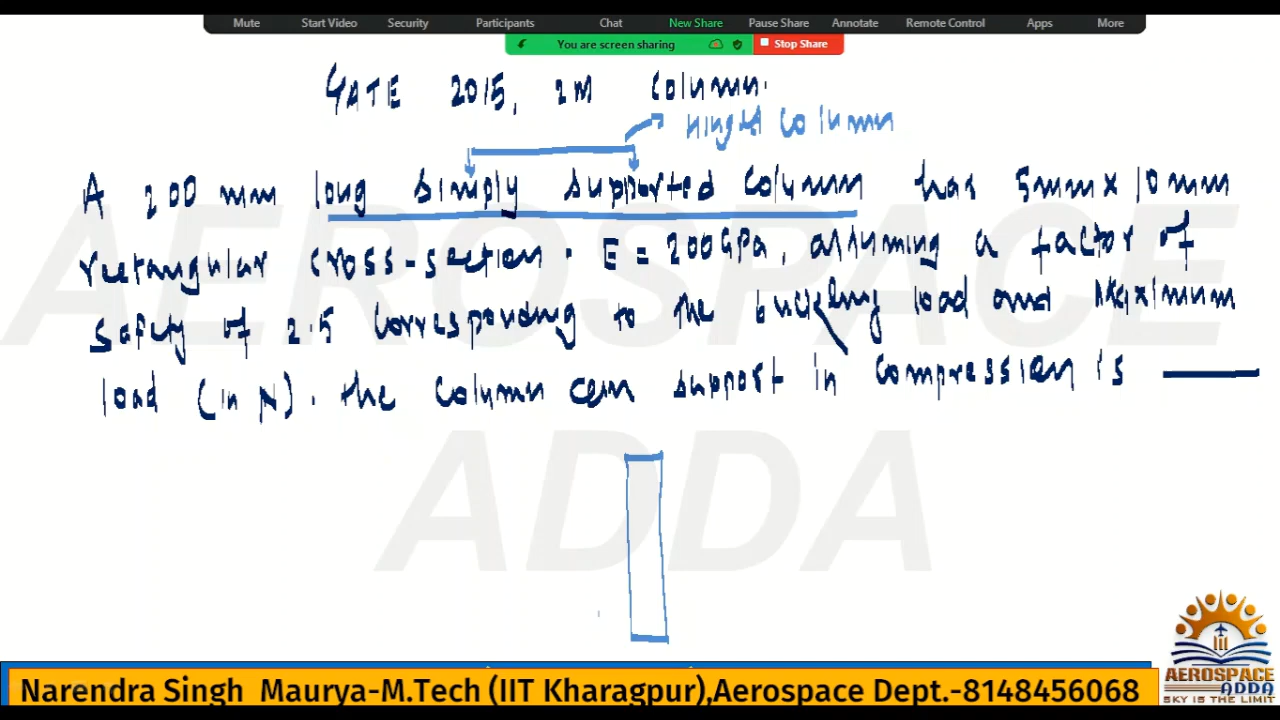 Mute Start Video Security Participants Chat New Share Pause Share Annotate Remote Control Apps More
You are screen sharing Stop Share
GATE 2015, 2M Column.
Hinged Column
A 200 mm long simply supported column has 5mm x 10mm
rectangular cross-section. E = 200GPa, assuming a factor of
safety of 2.5 corresponding to the buckling load and maximum
load (in N). the column can support in compression is
AEROSPACE
ADDA
AEROSPACE
ADDA
SKY IS THE LIMIT
Narendra Singh Maurya-M.Tech (IIT Kharagpur),Aerospace Dept.-8148456068